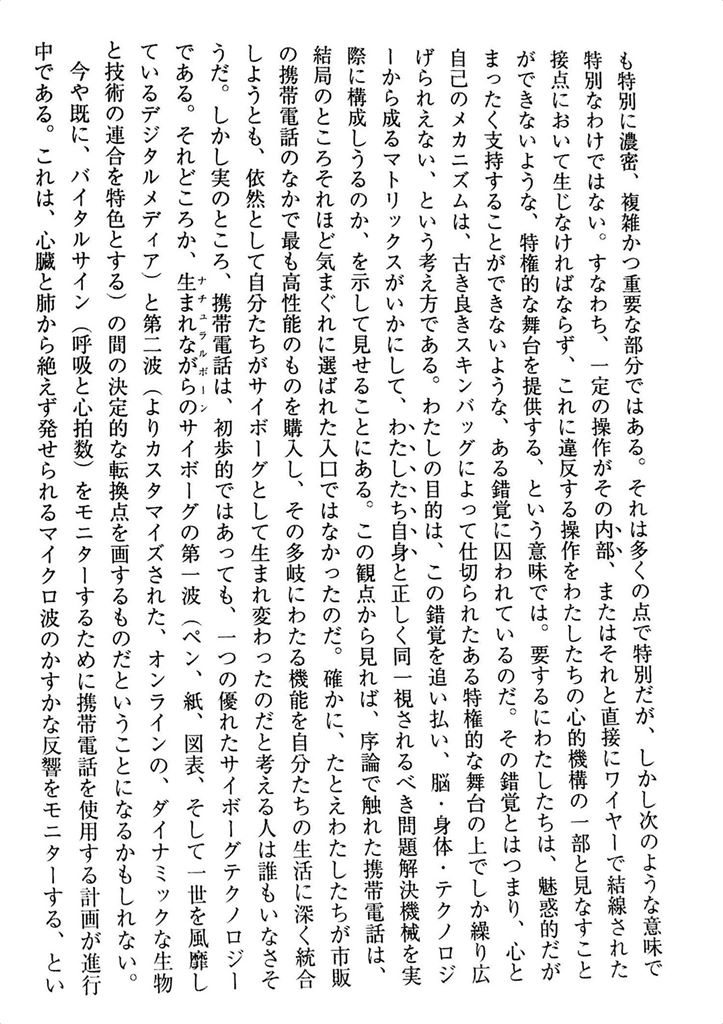 も特別に濃密、複雑かつ重要な部分ではある。それは多くの点で特別だが、しかし次のような意味で
特別なわけではない。すなわち、一定の操作がその内部、またはそれと直接にワイヤーで結線された
接点において生じなければならず、これに違反する操作をわたしたちの心的機構の一部と見なすこと
ができないような、特権的な舞台を提供する、という意味では。要するにわたしたちは、魅惑的だが
まったく支持することができないような、ある錯覚に囚われているのだ。その錯覚とはつまり、心と
自己のメカニズムは、古き良きスキンバッグによって仕切られたある特権的な舞台の上でしか繰り広
げられえない、という考え方である。わたしの目的は、この錯覚を追い払い、脳・身体・テクノロジ
ーから成るマトリックスがいかにして、わたしたち自身と正しく同一視されるべき問題解決機械を実
際に構成しうるのか、を示して見せることにある。この観点から見れば、序論で触れた携帯電話は、
結局のところそれほど気まぐれに選ばれた入口ではなかったのだ。確かに、たとえわたしたちが市販
の携帯電話のなかで最も高性能のものを購入し、その多岐にわたる機能を自分たちの生活に深く統合
しようとも、依然として自分たちがサイボーグとして生まれ変わったのだと考える人は誰もいなさそ
うだ。しかし実のところ、携帯電話は、初歩的ではあっても、一つの優れたサイボーグテクノロジー
である。それどころか、生まれながらのサイボーグの第一波（ペン、紙、図表、そして一世を風靡し
ナチュラルボーン
ているデジタルメディア）と第二波（よりカスタマイズされた、オンラインの、ダイナミックな生物
と技術の連合を特色とする）の間の決定的な転換点を画するものだということになるかもしれない。
今や既に、バイタルサイン（呼吸と心拍数）をモニターするために携帯電話を使用する計画が進行
中である。これは、心臓と肺から絶えず発せられるマイクロ波のかすかな反響をモニターする、とい